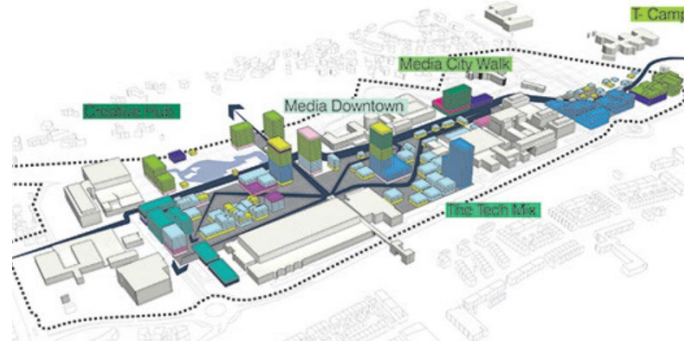 T- Camp
Media City Walk
Creative Hub
Media Downtown
The Tech Mix